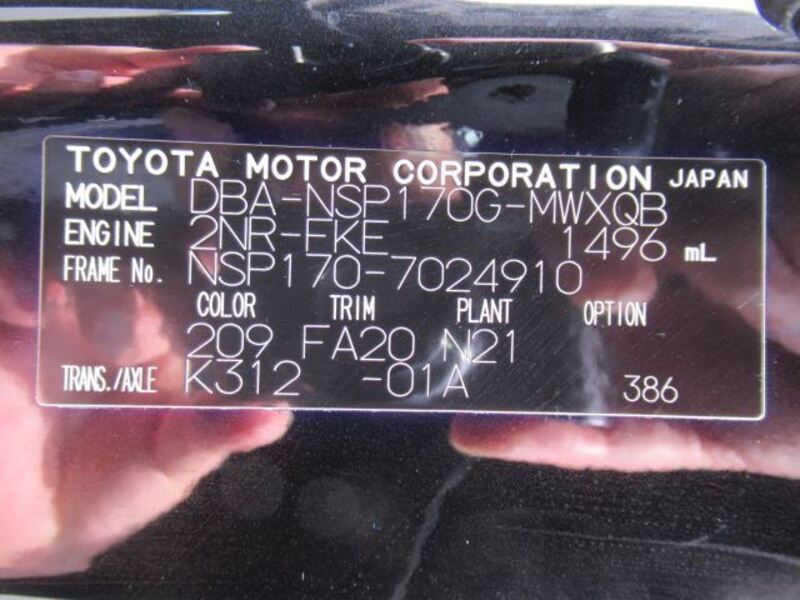 TOYOTA MOTOR CORPORATION JAPAN
MODEL DBA-NSP170G-MWXQB
ENGINE 2NR-FKE 1496 mL
FRAME No. NSP170-7024910
COLOR TRIM PLANT OPTION
209 FA20 N21
TRANS./AXLE K312 -01A 386